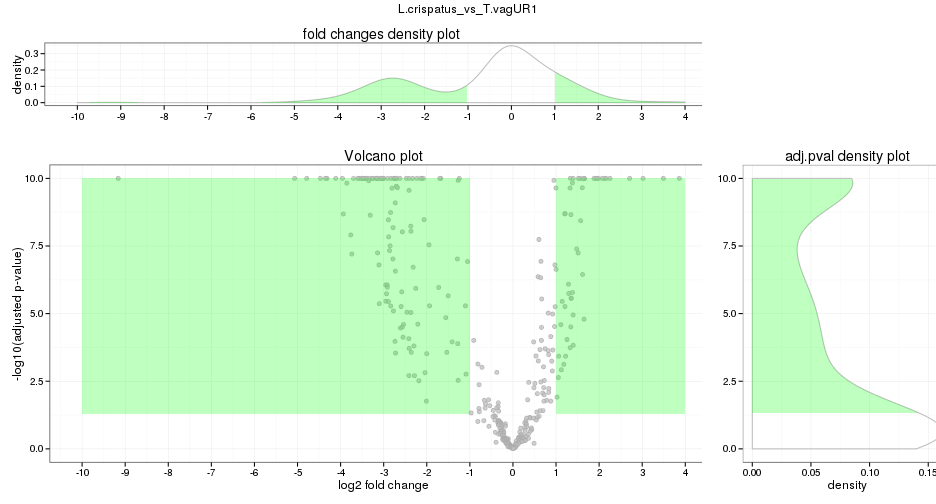 L.crispatus_vs_T.vagUR1
fold changes density plot
density
0.3
0.2
0.1
0.0
-10 -9 -8 -7 -6 -5 -4 -3 -2 -1 0 1 2 3 4
Volcano plot
-log10(adjusted p-value)
10.0
7.5
5.0
2.5
0.0
-10 -9 -8 -7 -6 -5 -4 -3 -2 -1 0 1 2 3 4
log2 fold change
adj.pval density plot
10.0
7.5
5.0
2.5
0.0
0.00 0.05 0.10 0.15
density